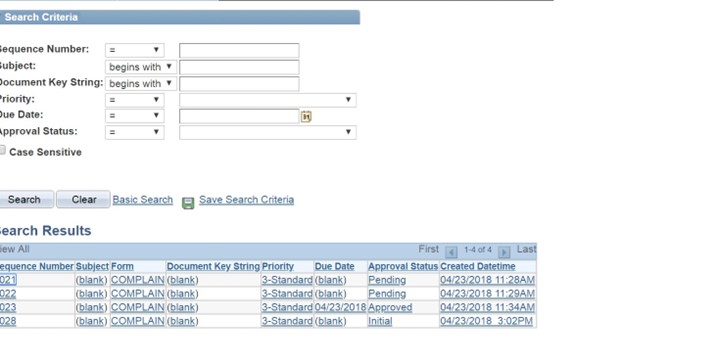 Search Criteria
Sequence Number: =
Subject: begins with
Document Key String: begins with
Priority: =
Due Date: =
Approval Status: =
Case Sensitive
Search Clear Basic Search Save Search Criteria
Search Results
View All First 1-4 of 4 Last
Sequence Number Subject Form Document Key String Priority Due Date Approval Status Created Datetime
021 (blank) COMPLAIN (blank) 3-Standard (blank) Pending 04/23/2018 11:28AM
022 (blank) COMPLAIN (blank) 3-Standard (blank) Pending 04/23/2018 11:29AM
023 (blank) COMPLAIN (blank) 3-Standard 04/23/2018 Approved 04/23/2018 11:34AM
028 (blank) COMPLAIN (blank) 3-Standard (blank) Initial 04/23/2018 3:02PM